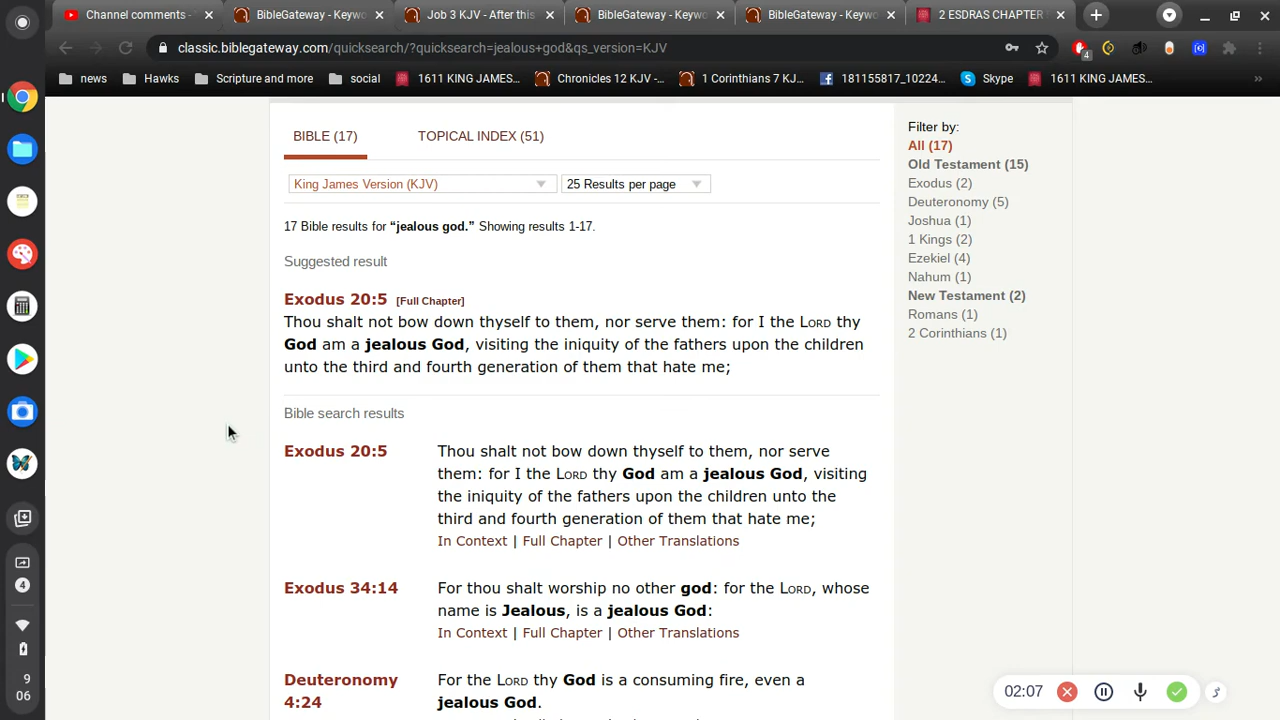 Channel comments -
BibleGateway - Keywo
Job 3 KJV - After this
BibleGateway - Keywo
BibleGateway - Keywo
2 ESDRAS CHAPTER
classic.biblegateway.com/quicksearch/?quicksearch=jealous+god&qs_version=KJV
4
news
Hawks
Scripture and more
social
1611 KING JAMES...
Chronicles 12 KJV -...
1 Corinthians 7 KJ...
181155817_10224...
Skype
1611 KING JAMES...
»
BIBLE (17)
TOPICAL INDEX (51)
King James Version (KJV)
25 Results per page
17 Bible results for “jealous god.” Showing results 1-17.
Suggested result
Exodus 20:5 [Full Chapter]
Thou shalt not bow down thyself to them, nor serve them: for I the LORD thy
God am a jealous God, visiting the iniquity of the fathers upon the children
unto the third and fourth generation of them that hate me;
Bible search results
Exodus 20:5
Thou shalt not bow down thyself to them, nor serve
them: for I the LORD thy God am a jealous God, visiting
the iniquity of the fathers upon the children unto the
third and fourth generation of them that hate me;
In Context | Full Chapter | Other Translations
Exodus 34:14
For thou shalt worship no other god: for the LORD, whose
name is Jealous, is a jealous God:
In Context | Full Chapter | Other Translations
Deuteronomy
4:24
For the LORD thy God is a consuming fire, even a
jealous God.
Filter by:
All (17)
Old Testament (15)
Exodus (2)
Deuteronomy (5)
Joshua (1)
1 Kings (2)
Ezekiel (4)
Nahum (1)
New Testament (2)
Romans (1)
2 Corinthians (1)
4
9
06
02:07